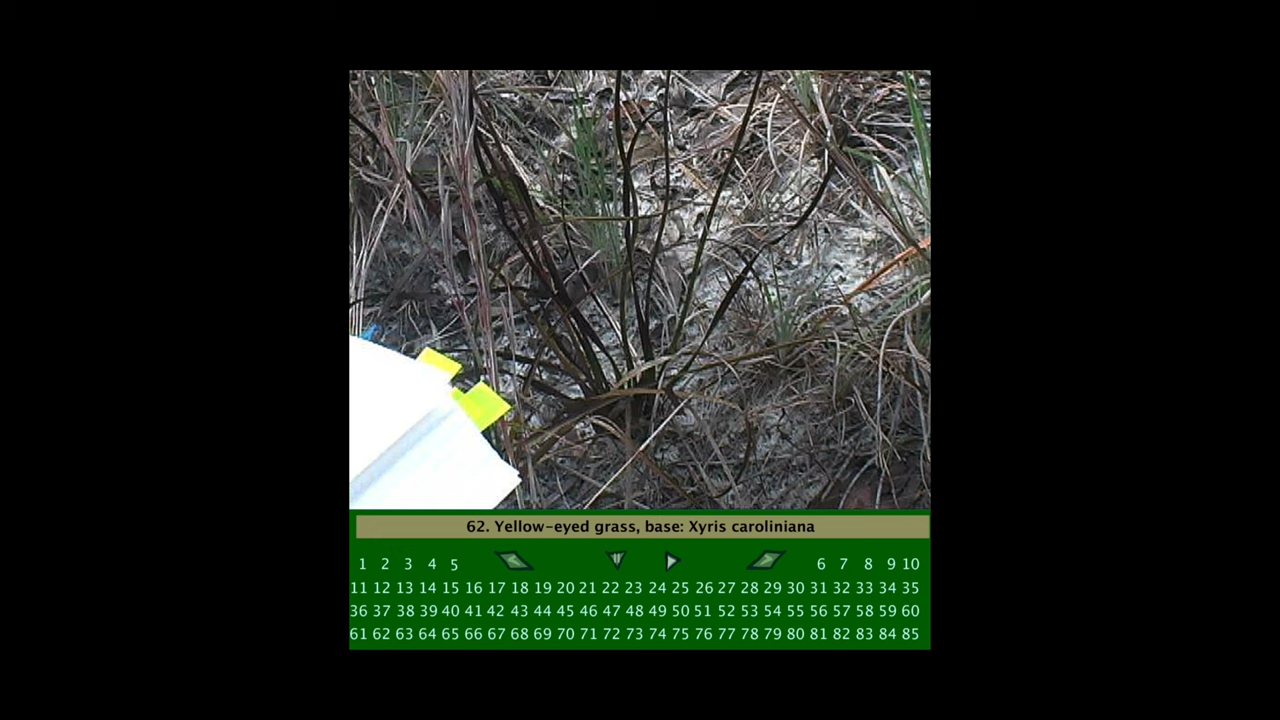 62. Yellow-eyed grass, base: Xyris caroliniana
1 2 3 4 5 6 7 8 9 10
11 12 13 14 15 16 17 18 19 20 21 22 23 24 25 26 27 28 29 30 31 32 33 34 35
36 37 38 39 40 41 42 43 44 45 46 47 48 49 50 51 52 53 54 55 56 57 58 59 60
61 62 63 64 65 66 67 68 69 70 71 72 73 74 75 76 77 78 79 80 81 82 83 84 85